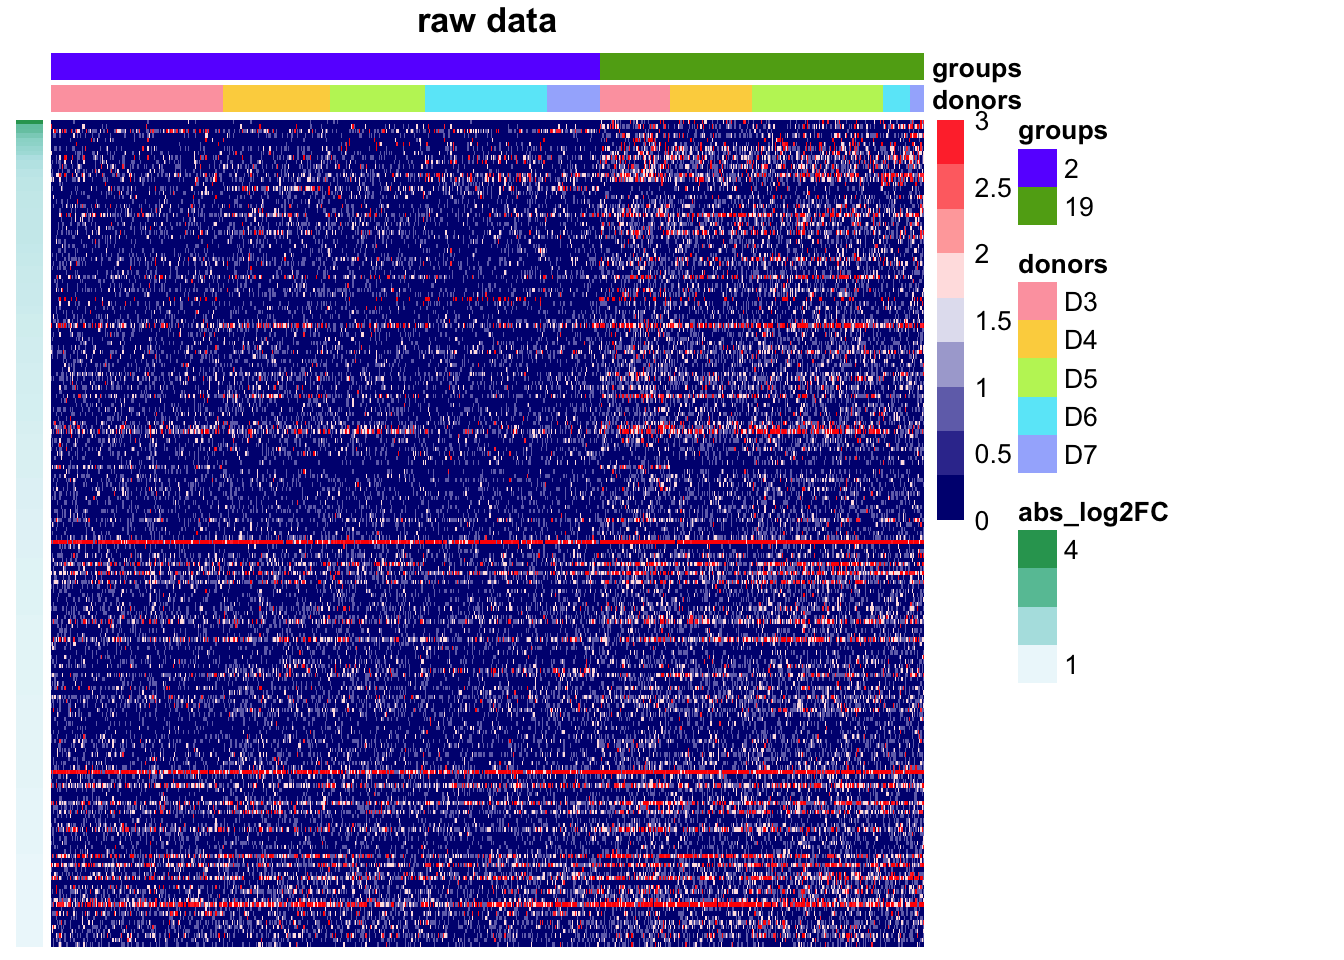 raw data
groups
donors
3
2.5
2
1.5
1
0.5
0
groups
2
19
donors
D3
D4
D5
D6
D7
abs_log2FC
4
1